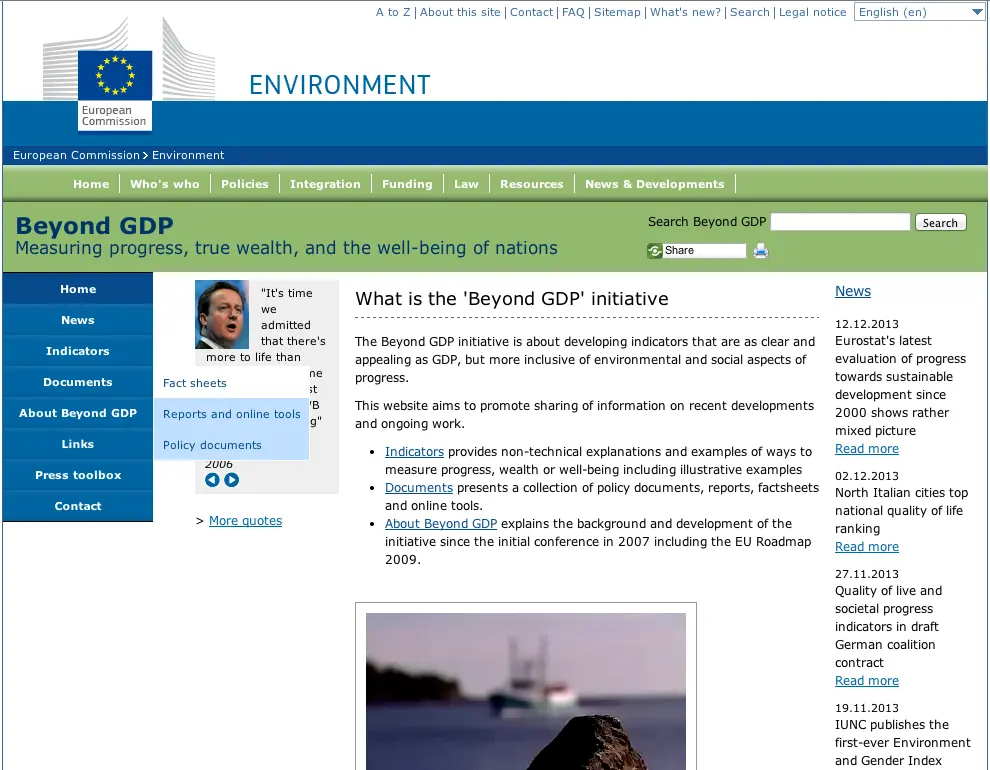 A to Z | About this site | Contact | FAQ | Sitemap | What's new? | Search | Legal notice
English (en)
European
Commission
ENVIRONMENT
European Commission > Environment
Home
Who's who
Policies
Integration
Funding
Law
Resources
News & Developments
Beyond GDP
Measuring progress, true wealth, and the well-being of nations
Search Beyond GDP
Search
Share
Home
News
Indicators
Documents
About Beyond GDP
Links
Press toolbox
Contact
Fact sheets
Reports and online tools
Policy documents
"It's time
we
admitted
that there's
more to life than
2006
> More quotes
What is the 'Beyond GDP' initiative
The Beyond GDP initiative is about developing indicators that are as clear and
appealing as GDP, but more inclusive of environmental and social aspects of
progress.
This website aims to promote sharing of information on recent developments
and ongoing work.
• Indicators provides non-technical explanations and examples of ways to
measure progress, wealth or well-being including illustrative examples
• Documents presents a collection of policy documents, reports, factsheets
and online tools.
• About Beyond GDP explains the background and development of the
initiative since the initial conference in 2007 including the EU Roadmap
2009.
News
12.12.2013
Eurostat's latest
evaluation of progress
towards sustainable
development since
2000 shows rather
mixed picture
Read more
02.12.2013
North Italian cities top
national quality of life
ranking
Read more
27.11.2013
Quality of live and
societal progress
indicators in draft
German coalition
contract
Read more
19.11.2013
IUNC publishes the
first-ever Environment
and Gender Index